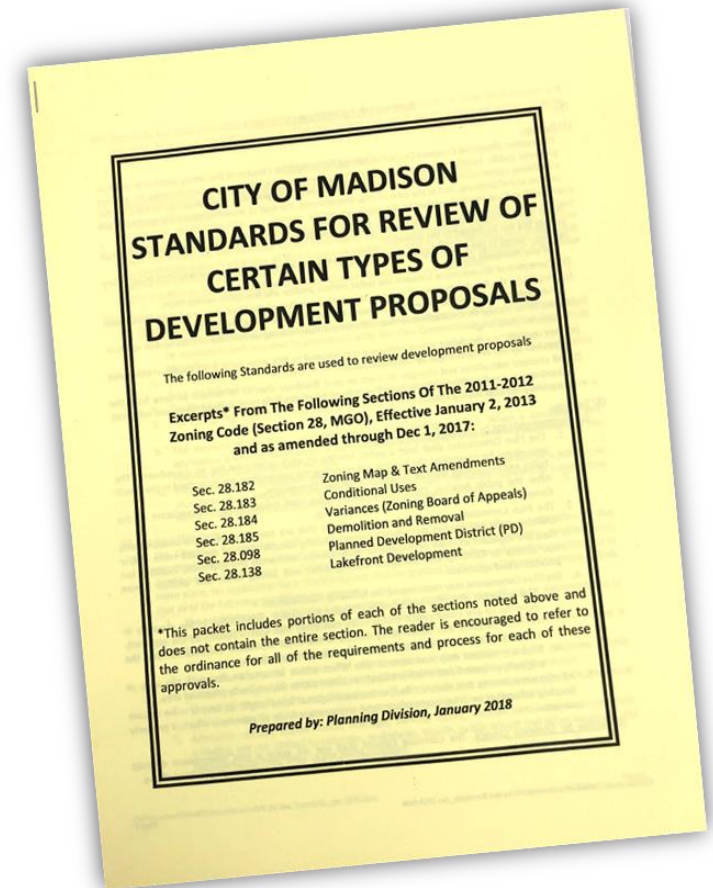 CITY OF MADISON
STANDARDS FOR REVIEW OF
CERTAIN TYPES OF
DEVELOPMENT PROPOSALS
The following Standards are used to review development proposals
Excerpts* From The Following Sections Of The 2011-2012
Zoning Code (Section 28, MGO), Effective January 2, 2013
and as amended through Dec 1, 2017:
Sec. 28.182 Zoning Map & Text Amendments
Sec. 28.183 Conditional Uses
Sec. 28.184 Variances (Zoning Board of Appeals)
Sec. 28.185 Demolition and Removal
Sec. 28.098 Planned Development District (PD)
Sec. 28.138 Lakefront Development
*This packet includes portions of each of the sections noted above and
does not contain the entire section. The reader is encouraged to refer to
the ordinance for all of the requirements and process for each of these
approvals.
Prepared by: Planning Division, January 2018